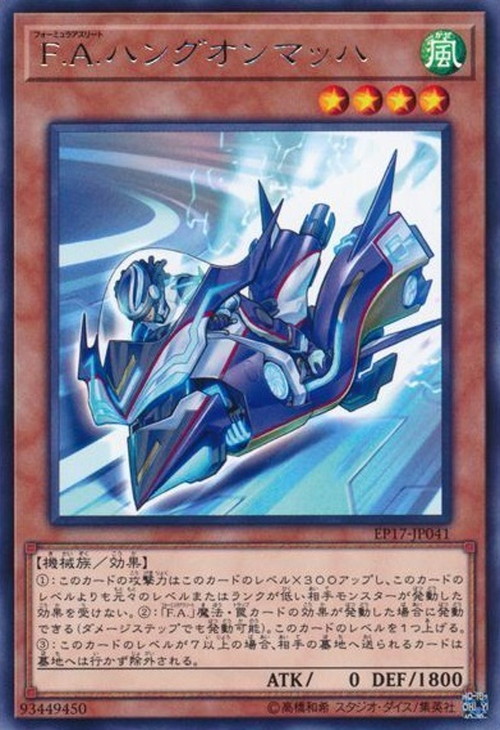 フォーミュラアスリート
F.A.ハングオンマッハ
かぜ
風
EP17-JP041
【機械族／効果】
①：このカードの攻撃力はこのカードのレベル×３００アップし、このカードの
レベルよりも元々のレベルまたはランクが低い相手モンスターが発動した
効果を受けない。②：「F.A.」魔法・罠カードの効果が発動した場合に発動
できる(ダメージステップでも発動可能)。このカードのレベルを１つ上げる。
③：このカードのレベルが７以上の場合、相手の墓地へ送られるカードは
墓地へは行かず除外される。
ATK/ 0 DEF/1800
93449450 ©高橋和希 スタジオ・ダイス/集英社